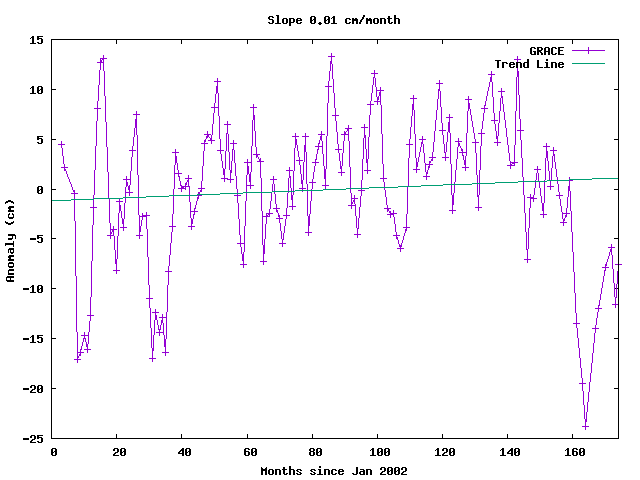 Slope 0.01 cm/month
GRACE
Trend Line
15
10
5
0
-5
-10
-15
-20
-25
Anomaly (cm)
0 20 40 60 80 100 120 140 160
Months since Jan 2002